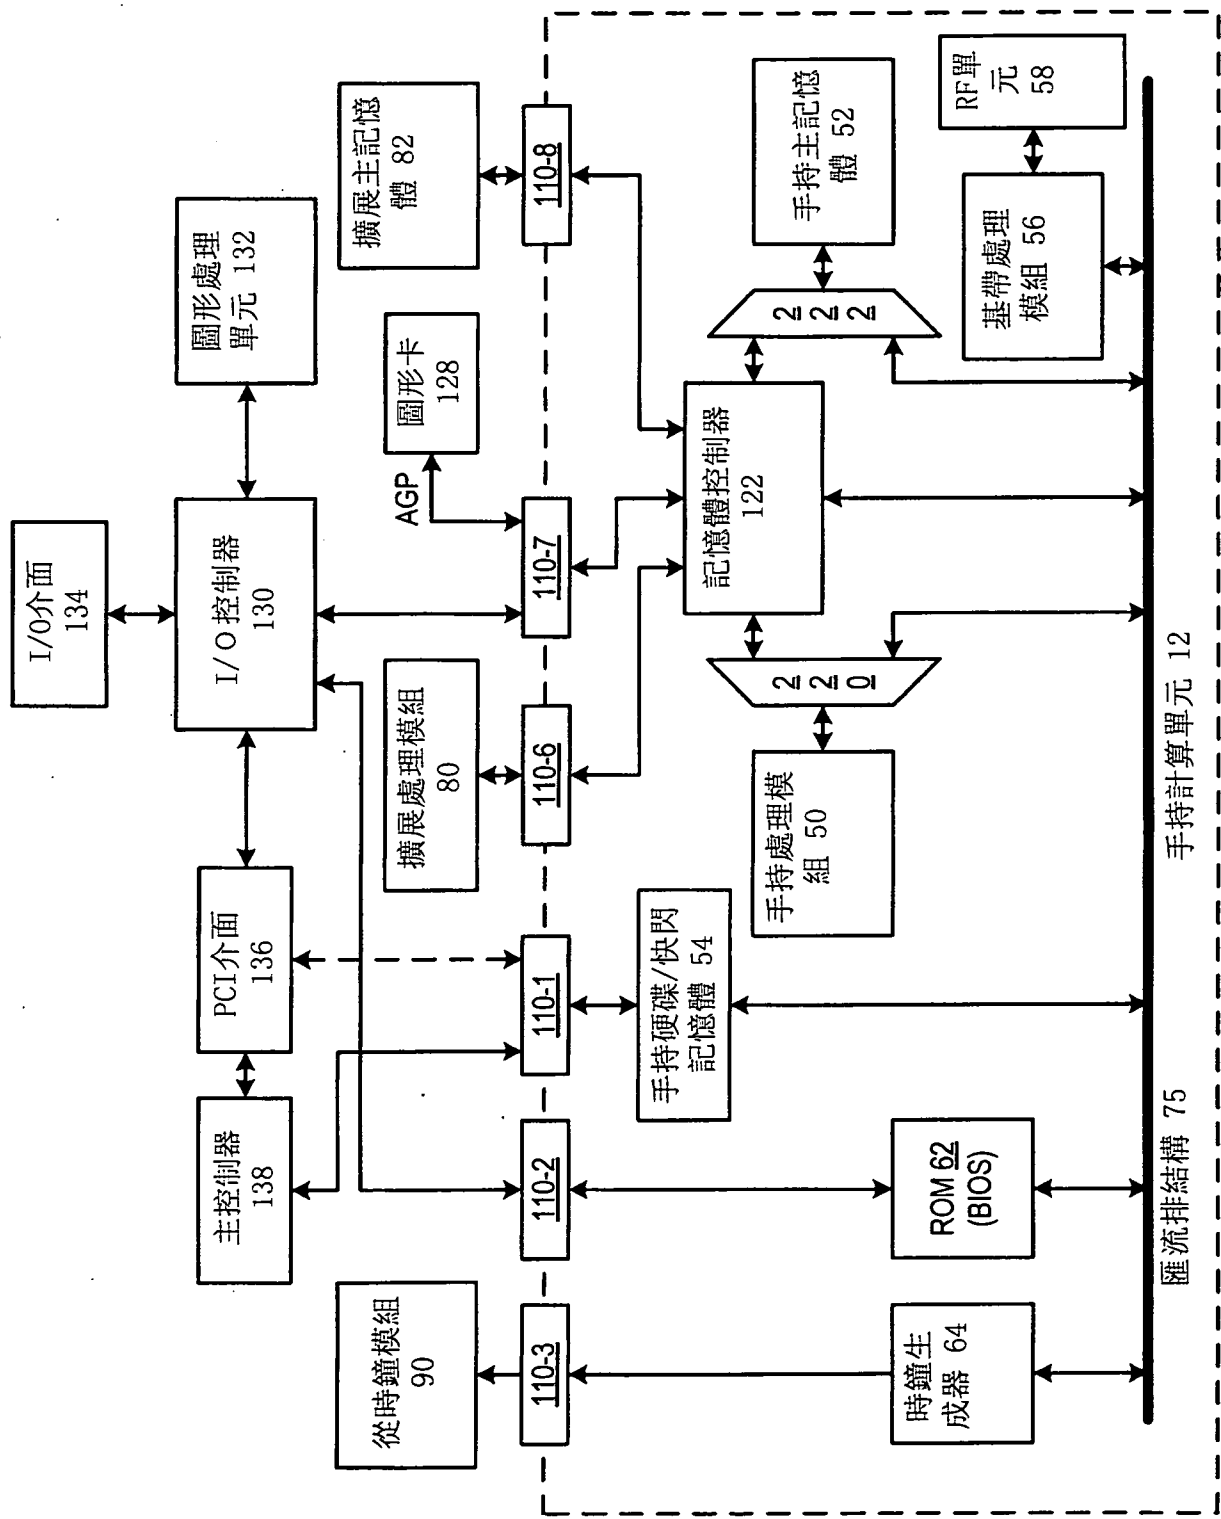 I/O介面
134
主控制器
138
PCI介面
136
I/O控制器
130
圖形處理
單元 132
從時鐘模組
90
擴展處理模組
80
AGP
圖形卡
128
擴展主記憶
體 82
110-3
110-2
110-1
110-6
110-7
110-8
手持硬碟/快閃
記憶體 54
記憶體控制器
122
手持處理模
組 50
220
222
手持主記憶
體 52
時鐘生
成器 64
ROM 62
(BIOS)
基帶處理
模組 56
RF單
元
58
匯流排結構 75
手持計算單元 12